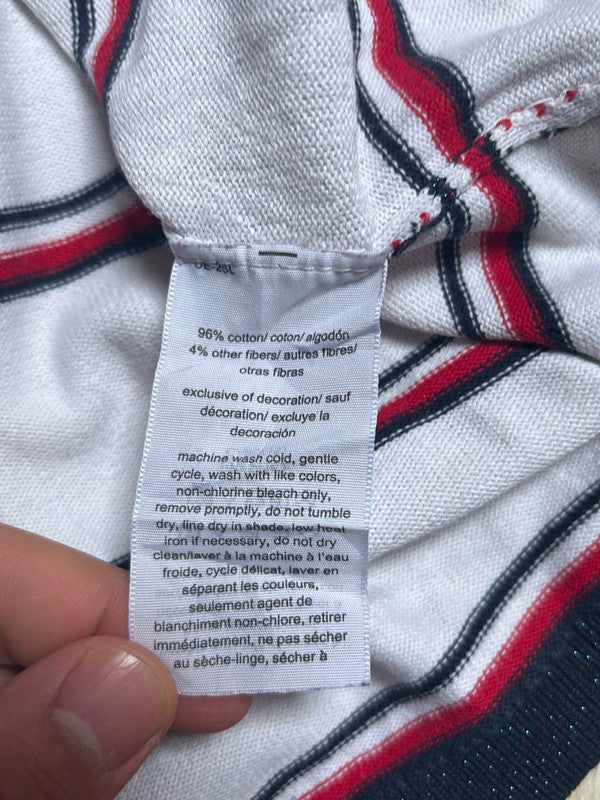 DE-25L
96% cotton/ coton/ algodón
4% other fibers/ autres fibres/
otras fibras
exclusive of decoration/ sauf
décoration/ excluye la
decoración
machine wash cold, gentle
cycle, wash with like colors,
non-chlorine bleach only,
remove promptly, do not tumble
dry, line dry in shade, low heat
iron if necessary, do not dry
clean/laver à la machine à l'eau
froide, cycle délicat, laver en
séparant les couleurs,
seulement agent de
blanchiment non-chlore, retirer
immédiatement, ne pas sécher
au sèche-linge, sécher à